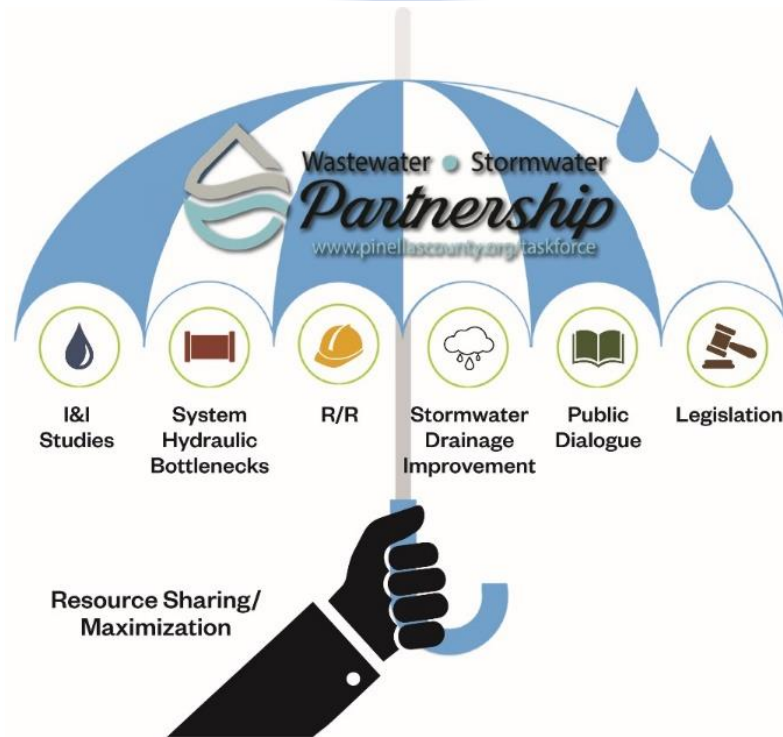 Wastewater • Stormwater
Partnership
www.pinellascounty.org/taskforce
I&I
Studies
System
Hydraulic
Bottlenecks
R/R
Stormwater
Drainage
Improvement
Public
Dialogue
Legislation
Resource Sharing/
Maximization